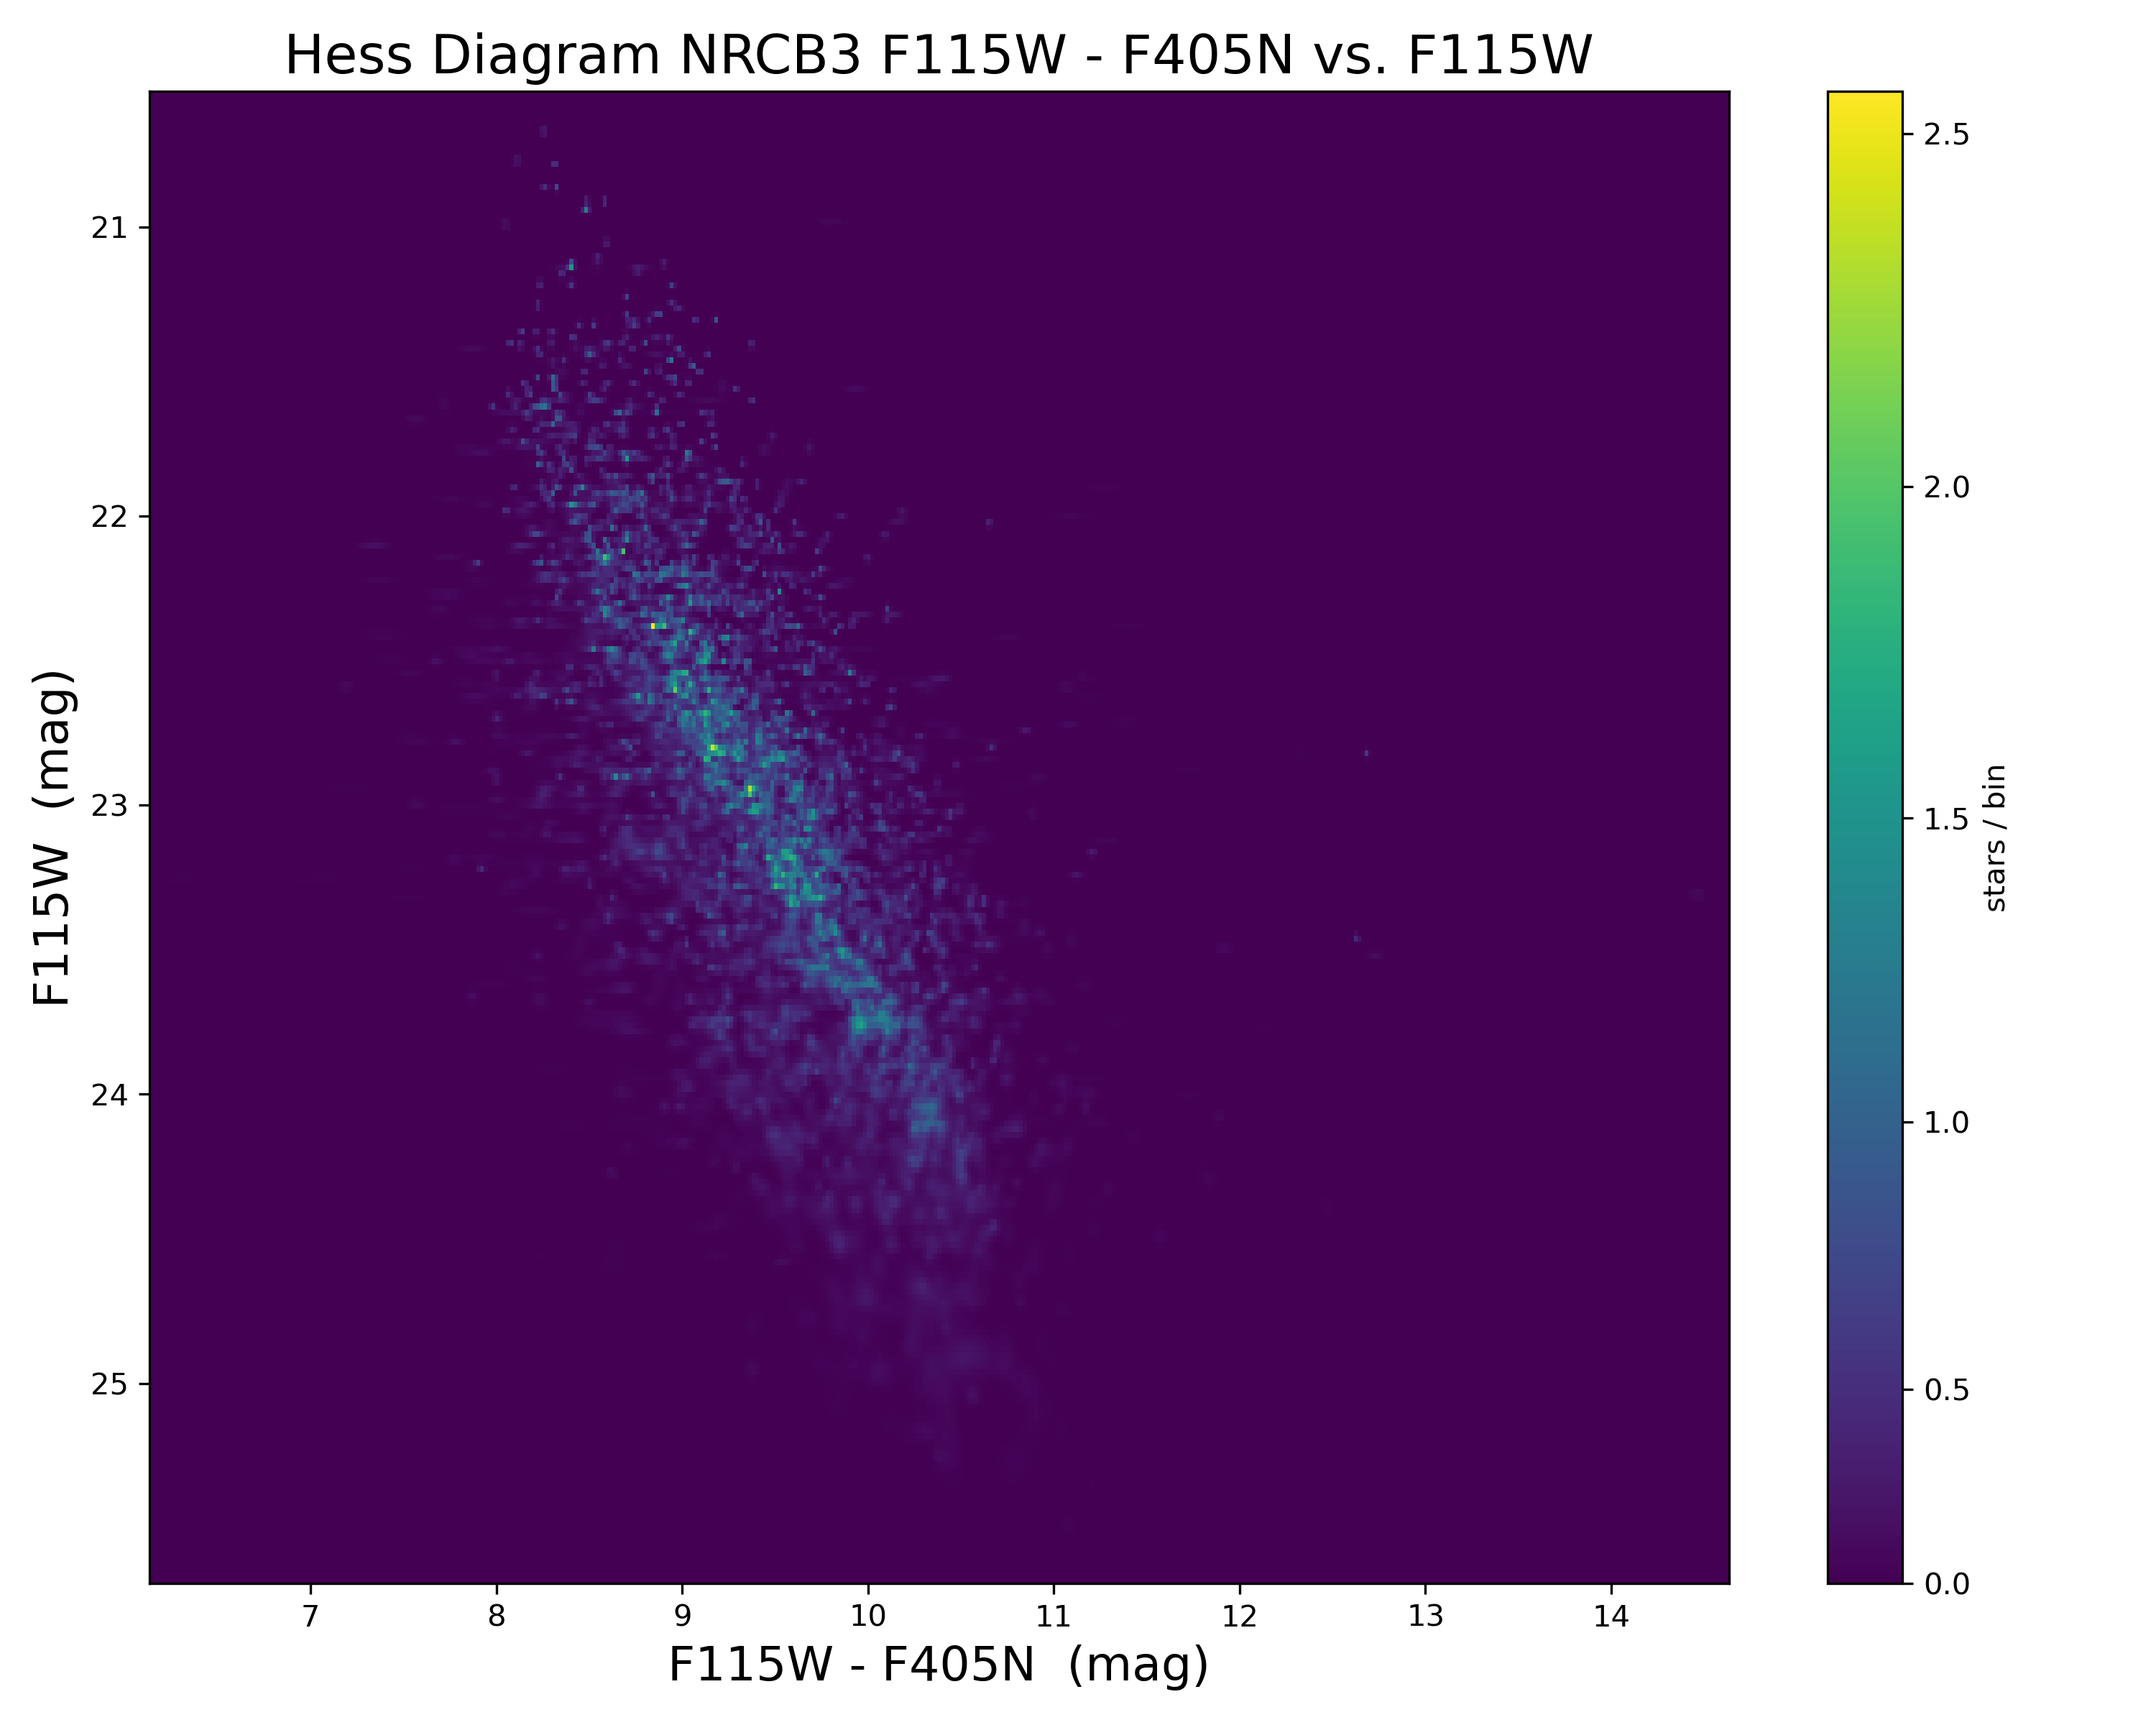 Hess Diagram NRCB3 F115W - F405N vs. F115W
21
22
23
24
25
F115W (mag)
7 8 9 10 11 12 13 14
F115W - F405N (mag)
2.5
2.0
1.5
1.0
0.5
0.0
stars / bin